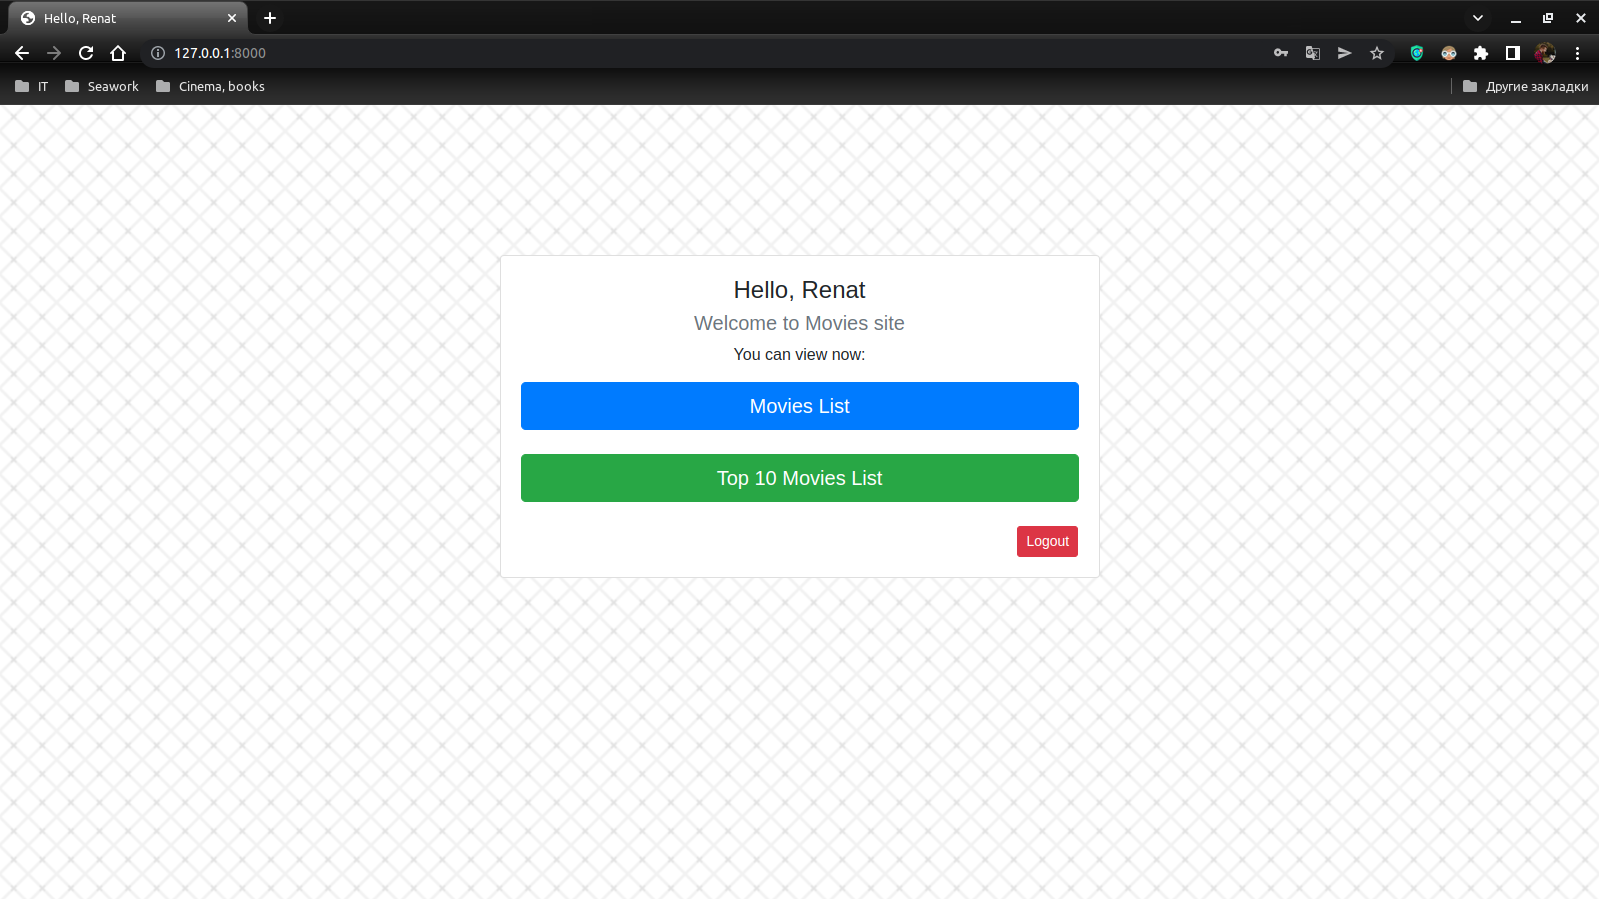 Hello, Renat
127.0.0.1:8000
IT Seawork Cinema, books Другие закладки
Hello, Renat
Welcome to Movies site
You can view now:
Movies List
Top 10 Movies List
Logout